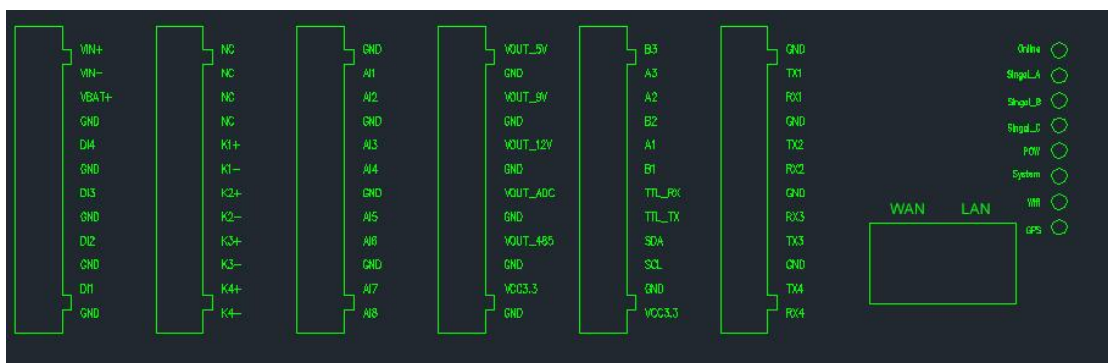 VIN+
VIN-
VBAT+
GND
DI4
GND
DI3
GND
DI2
GND
DI1
GND
NC
NC
NC
NC
K1+
K1-
K2+
K2-
K3+
K3-
K4+
K4-
GND
AI1
AI2
GND
AI3
AI4
GND
AI5
AI6
GND
AI7
AI8
VOUT_5V
GND
VOUT_9V
GND
VOUT_12V
GND
VOUT_ADC
GND
VOUT_485
GND
VCC3.3
GND
B3
A3
A2
B2
A1
B1
TTL_RX
TTL_TX
SDA
SCL
GND
VCC3.3
GND
TX1
RX1
GND
TX2
RX2
GND
RX3
TX3
GND
TX4
RX4
Online
Singal_A
Singal_B
Singal_C
POW
System
Wifi
GPS
WAN LAN